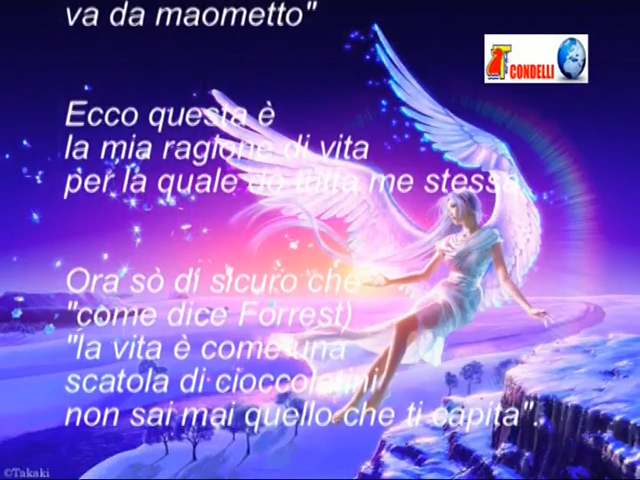 va da maometto"
Ecco questa è
la mia ragione di vita
per la quale do tutta me stessa
Ora sò di sicuro che
"come dice Forrest)
"la vita è come una
scatola di cioccolatini
non sai mai quello che ti capita".
T CONDELLI
©Takaki